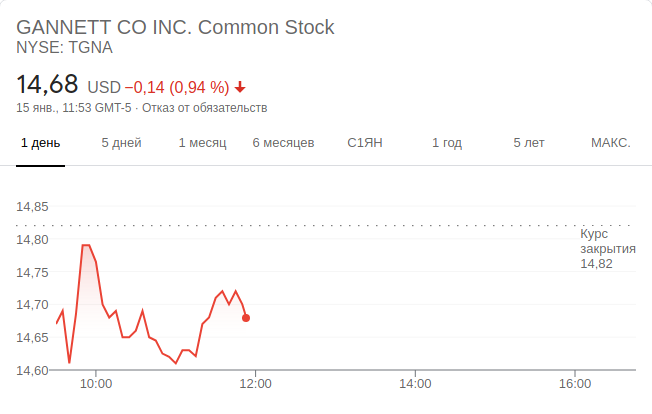 GANNETT CO INC. Common Stock
NYSE: TGNA
14,68 USD −0,14 (0,94 %)
15 янв., 11:53 GMT-5 · Отказ от обязательств
1 день 5 дней 1 месяц 6 месяцев С1ЯН 1 год 5 лет МАКС.
14,85
14,80
14,75
14,70
14,65
14,60
Курс
закрытия
14,82
10:00 12:00 14:00 16:00